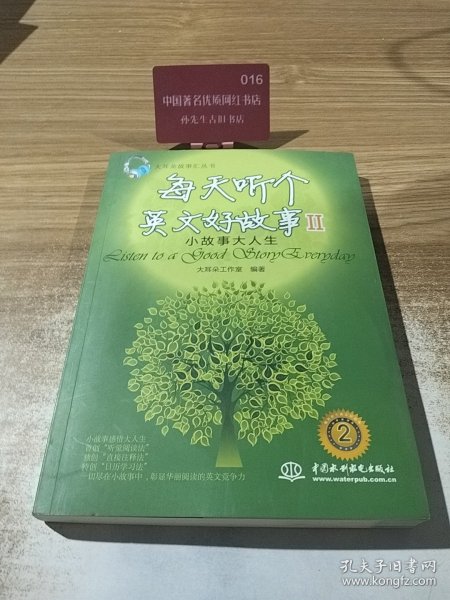 016
中国著名优质网红书店
孙先生古旧书店
大耳朵故事汇丛书
每天听个
英文好故事 II
小故事大人生
Listen to a Good Story Everyday
大耳朵工作室 编著
小故事感悟大人生
首创“听觉阅读法”
独创“直接注释法”
特创“日历学习法”
一切尽在小故事中，彰显华丽阅读的英文竞争力
2
中国水利水电出版社
www.waterpub.com.cn
孔夫子旧书网
www.kongfz.com